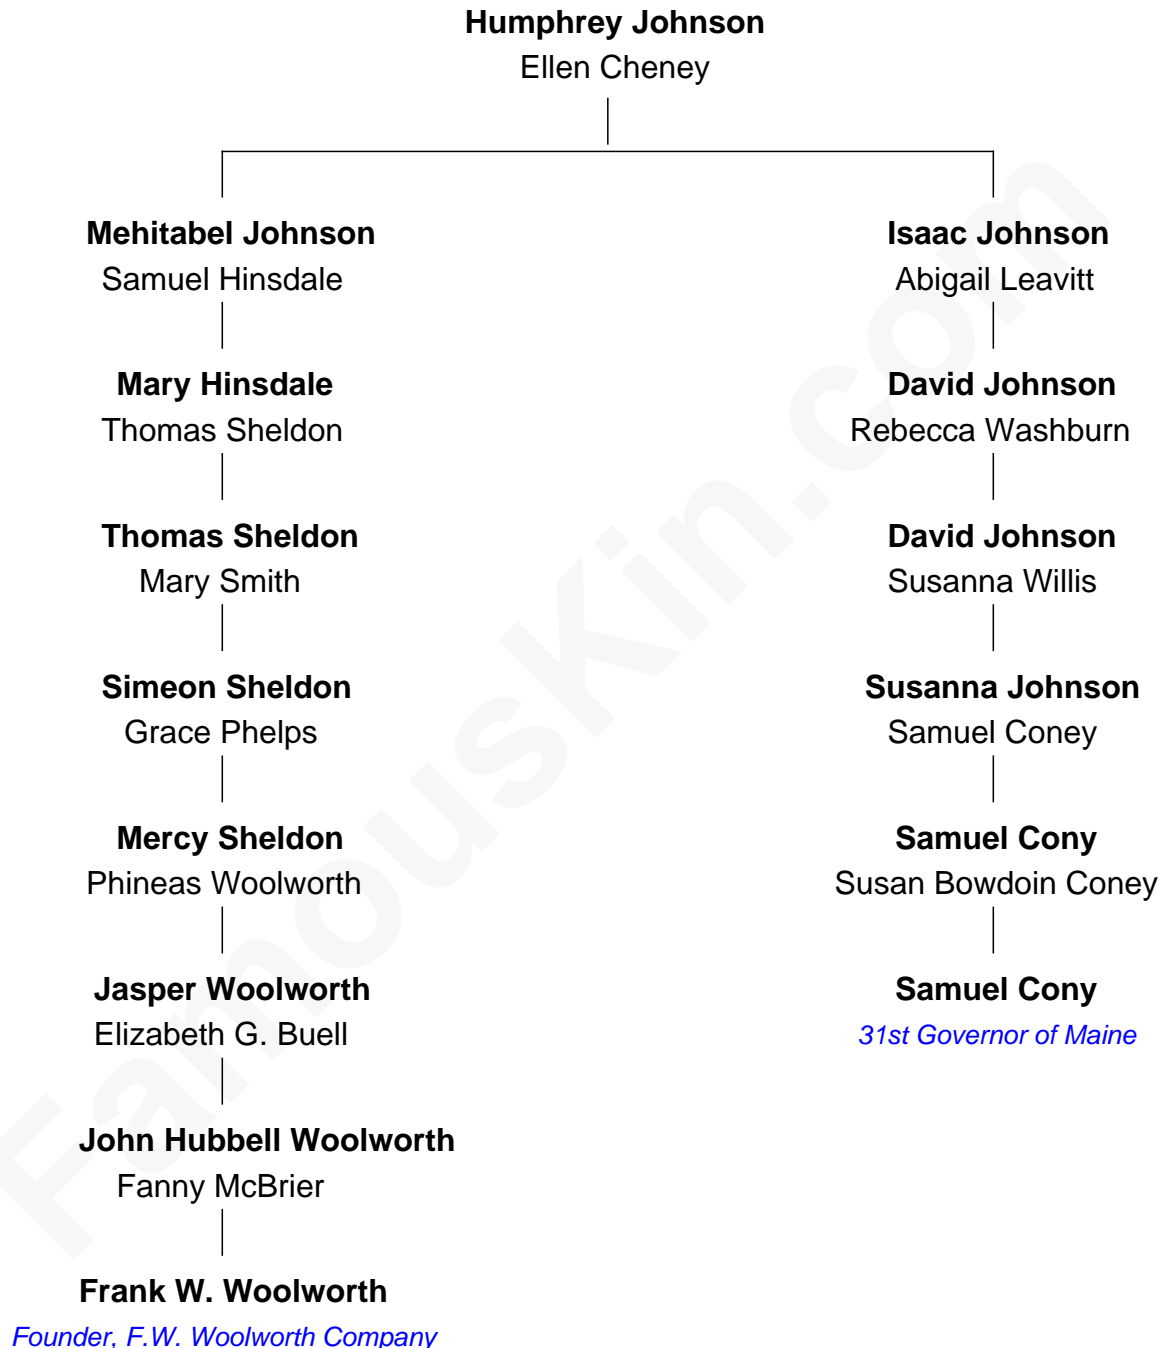 Humphrey Johnson
Ellen Cheney
Mehitabel Johnson
Samuel Hinsdale
Isaac Johnson
Abigail Leavitt
Mary Hinsdale
Thomas Sheldon
David Johnson
Rebecca Washburn
Thomas Sheldon
Mary Smith
David Johnson
Susanna Willis
Simeon Sheldon
Grace Phelps
Susanna Johnson
Samuel Coney
Mercy Sheldon
Phineas Woolworth
Samuel Cony
Susan Bowdoin Coney
Jasper Woolworth
Elizabeth G. Buell
Samuel Cony
31st Governor of Maine
John Hubbell Woolworth
Fanny McBrier
Frank W. Woolworth
Founder, F.W. Woolworth Company
FamousKin.com